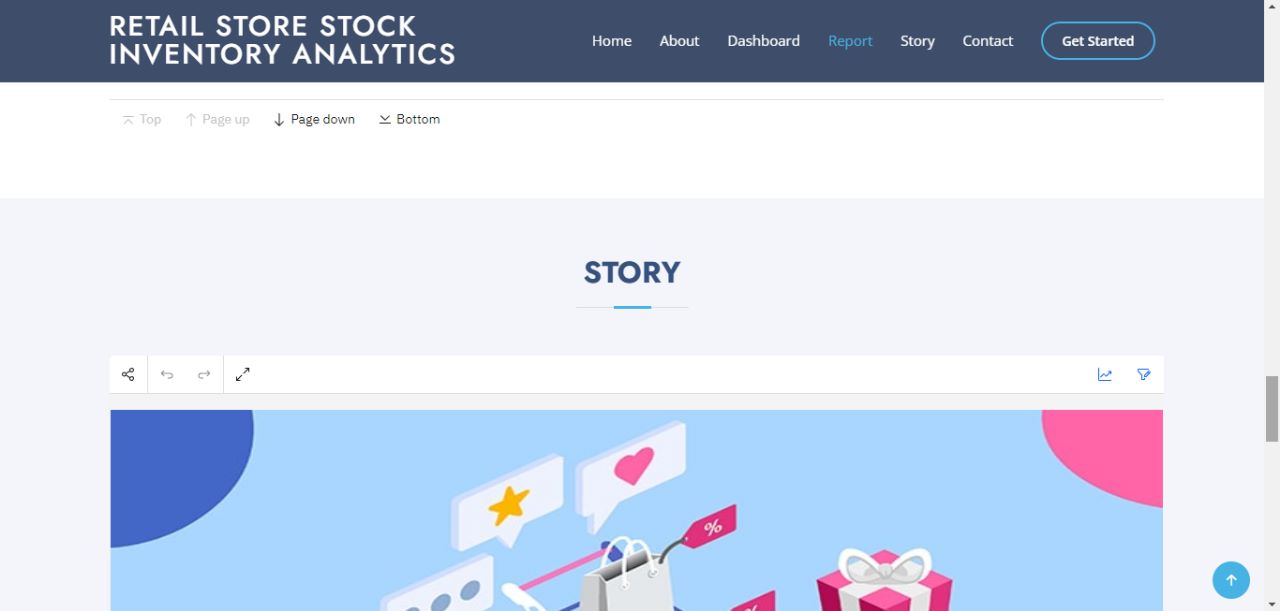 RETAIL STORE STOCK
INVENTORY ANALYTICS
Home About Dashboard Report Story Contact Get Started
Top Page up Page down Bottom
STORY
%
%